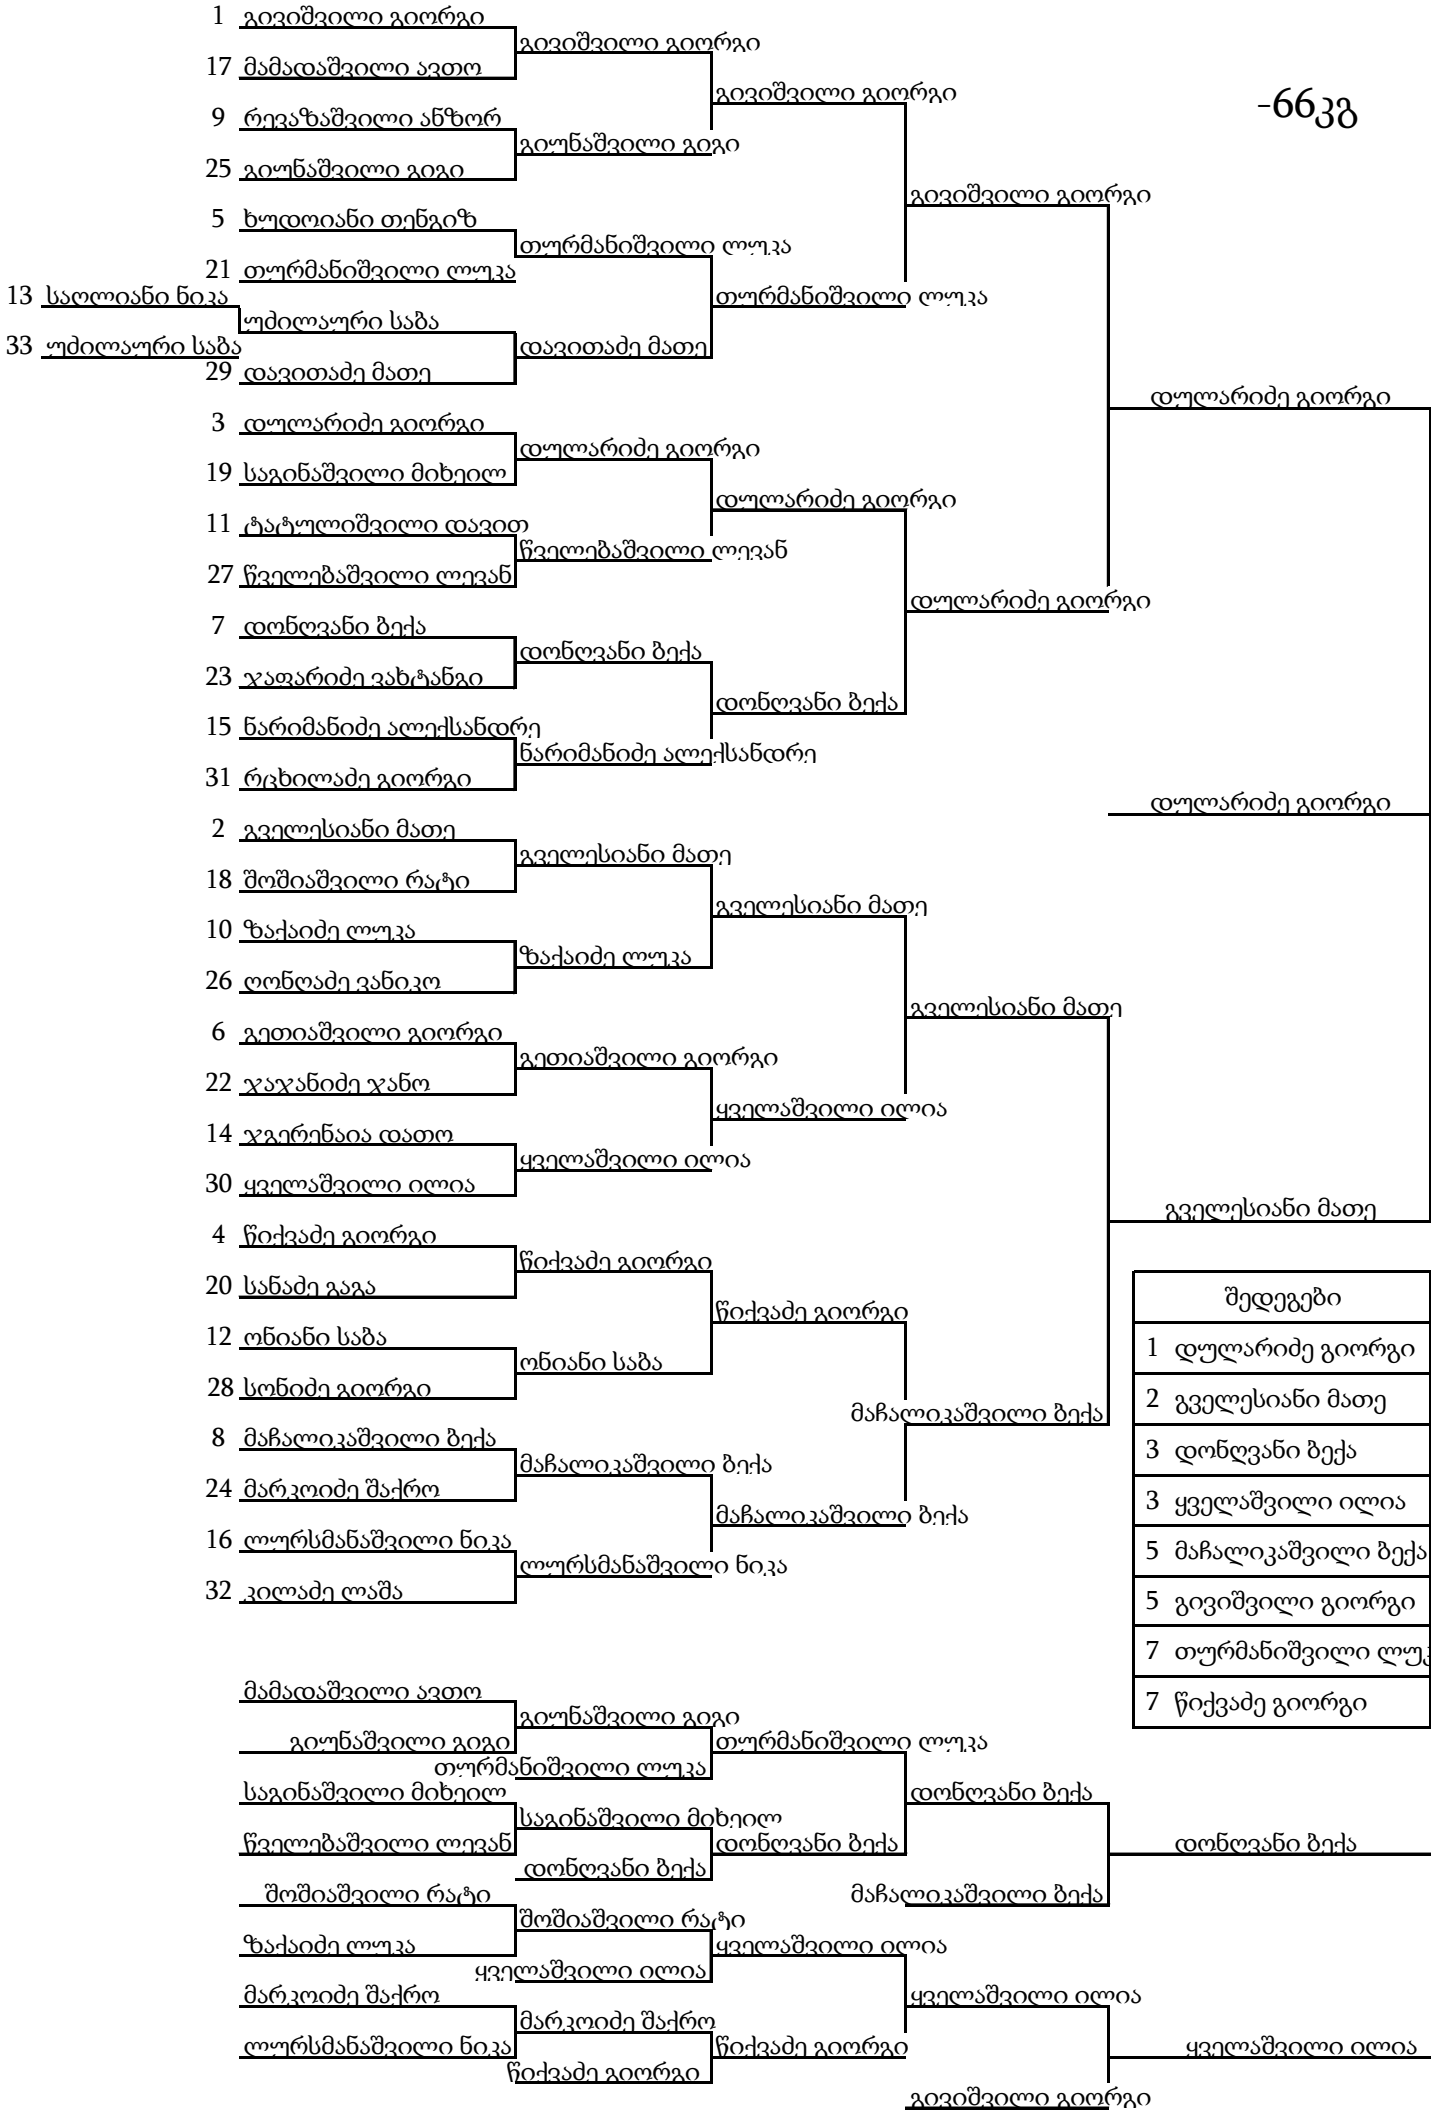 1 გივიშვილი გიორგი
გივიშვილი გიორგი
17 მამადაშვილი ავთო
გივიშვილი გიორგი
-66კგ
9 რევაზაშვილი ანზორ
გიუნაშვილი გიგი
25 გიუნაშვილი გიგი
გივიშვილი გიორგი
5 ხუდოიანი თენგიზ
თურმანიშვილი ლუკა
21 თურმანიშვილი ლუკა
13 საღლიანი ნიკა
თურმანიშვილი ლუკა
უძილაური საბა
33 უძილაური საბა
დავითაძე მათე
29 დავითაძე მათე
დულარიძე გიორგი
3 დულარიძე გიორგი
დულარიძე გიორგი
19 საგინაშვილი მიხეილ
დულარიძე გიორგი
11 ტატულიშვილი დავით
წველებაშვილი ლევან
27 წველებაშვილი ლევან
დულარიძე გიორგი
7 დონღვანი ბექა
დონღვანი ბექა
23 ჯაფარიძე ვახტანგი
დონღვანი ბექა
15 ნარიმანიძე ალექსანდრე
ნარიმანიძე ალექსანდრე
31 რცხილაძე გიორგი
დულარიძე გიორგი
2 გველესიანი მათე
გველესიანი მათე
18 შოშიაშვილი რატი
გველესიანი მათე
10 ზაქაიძე ლუკა
ზაქაიძე ლუკა
26 ღონღაძე ვანიკო
გველესიანი მათე
6 გეთიაშვილი გიორგი
გეთიაშვილი გიორგი
22 ჯაჯანიძე ჯანო
ყველაშვილი ილია
14 ჯგერენაია დათო
ყველაშვილი ილია
30 ყველაშვილი ილია
გველესიანი მათე
4 წიქვაძე გიორგი
წიქვაძე გიორგი
20 სანაძე გაგა
შედეგები
წიქვაძე გიორგი
12 ონიანი საბა
1 დულარიძე გიორგი
ონიანი საბა
28 სონიძე გიორგი
2 გველესიანი მათე
მაჩალიკაშვილი ბექა
8 მაჩალიკაშვილი ბექა
3 დონღვანი ბექა
მაჩალიკაშვილი ბექა
24 მარკოიძე შაქრო
3 ყველაშვილი ილია
მაჩალიკაშვილი ბექა
16 ლურსმანაშვილი ნიკა
5 მაჩალიკაშვილი ბექა
ლურსმანაშვილი ნიკა
32 კილაძე ლაშა
5 გივიშვილი გიორგი
7 თურმანიშვილი ლუკ
7 წიქვაძე გიორგი
მამადაშვილი ავთო
გიუნაშვილი გიგი
გიუნაშვილი გიგი
თურმანიშვილი ლუკა
თურმანიშვილი ლუკა
საგინაშვილი მიხეილ
დონღვანი ბექა
საგინაშვილი მიხეილ
წველებაშვილი ლევან
დონღვანი ბექა
დონღვანი ბექა
დონღვანი ბექა
შოშიაშვილი რატი
მაჩალიკაშვილი ბექა
შოშიაშვილი რატი
ზაქაიძე ლუკა
ყველაშვილი ილია
ყველაშვილი ილია
მარკოიძე შაქრო
ყველაშვილი ილია
მარკოიძე შაქრო
ლურსმანაშვილი ნიკა
წიქვაძე გიორგი
ყველაშვილი ილია
წიქვაძე გიორგი
გივიშვილი გიორგი